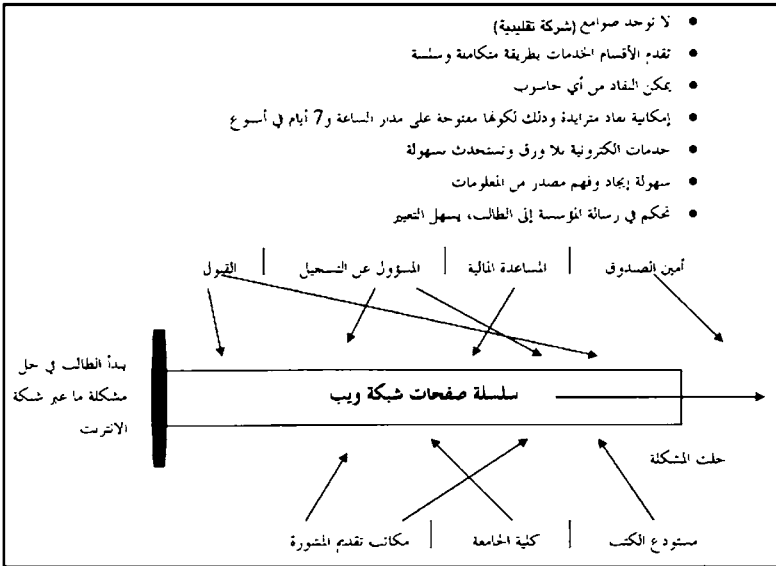 • لا توجد صوامع (شركة تقليدية)
• تقدم الأقسام الخدمات بطريقة متكاملة وسلسة
• يمكن النفاد من أي حاسوب
• إمكانية نفاد متزايدة وذلك لكونها مفتوحة على مدار الساعة و7 أيام في أسبوع
• خدمات الكترونية بلا ورق وتستحدث بسهولة
• سهولة إيجاد وفهم مصدر من المعلومات
• تحكم في رسالة المؤسسة إلى الطالب، يسهل التغيير
القبول | المسؤول عن التسجيل | المساعدة المالية | أمين الصندوق
يبدأ الطالب في حل
مشكلة ما عبر شبكة
الانترنت
سلسلة صفحات شبكة ويب
حلت المشكلة
مكاتب تقديم المشورة | كلية الجامعة | مستودع الكتب